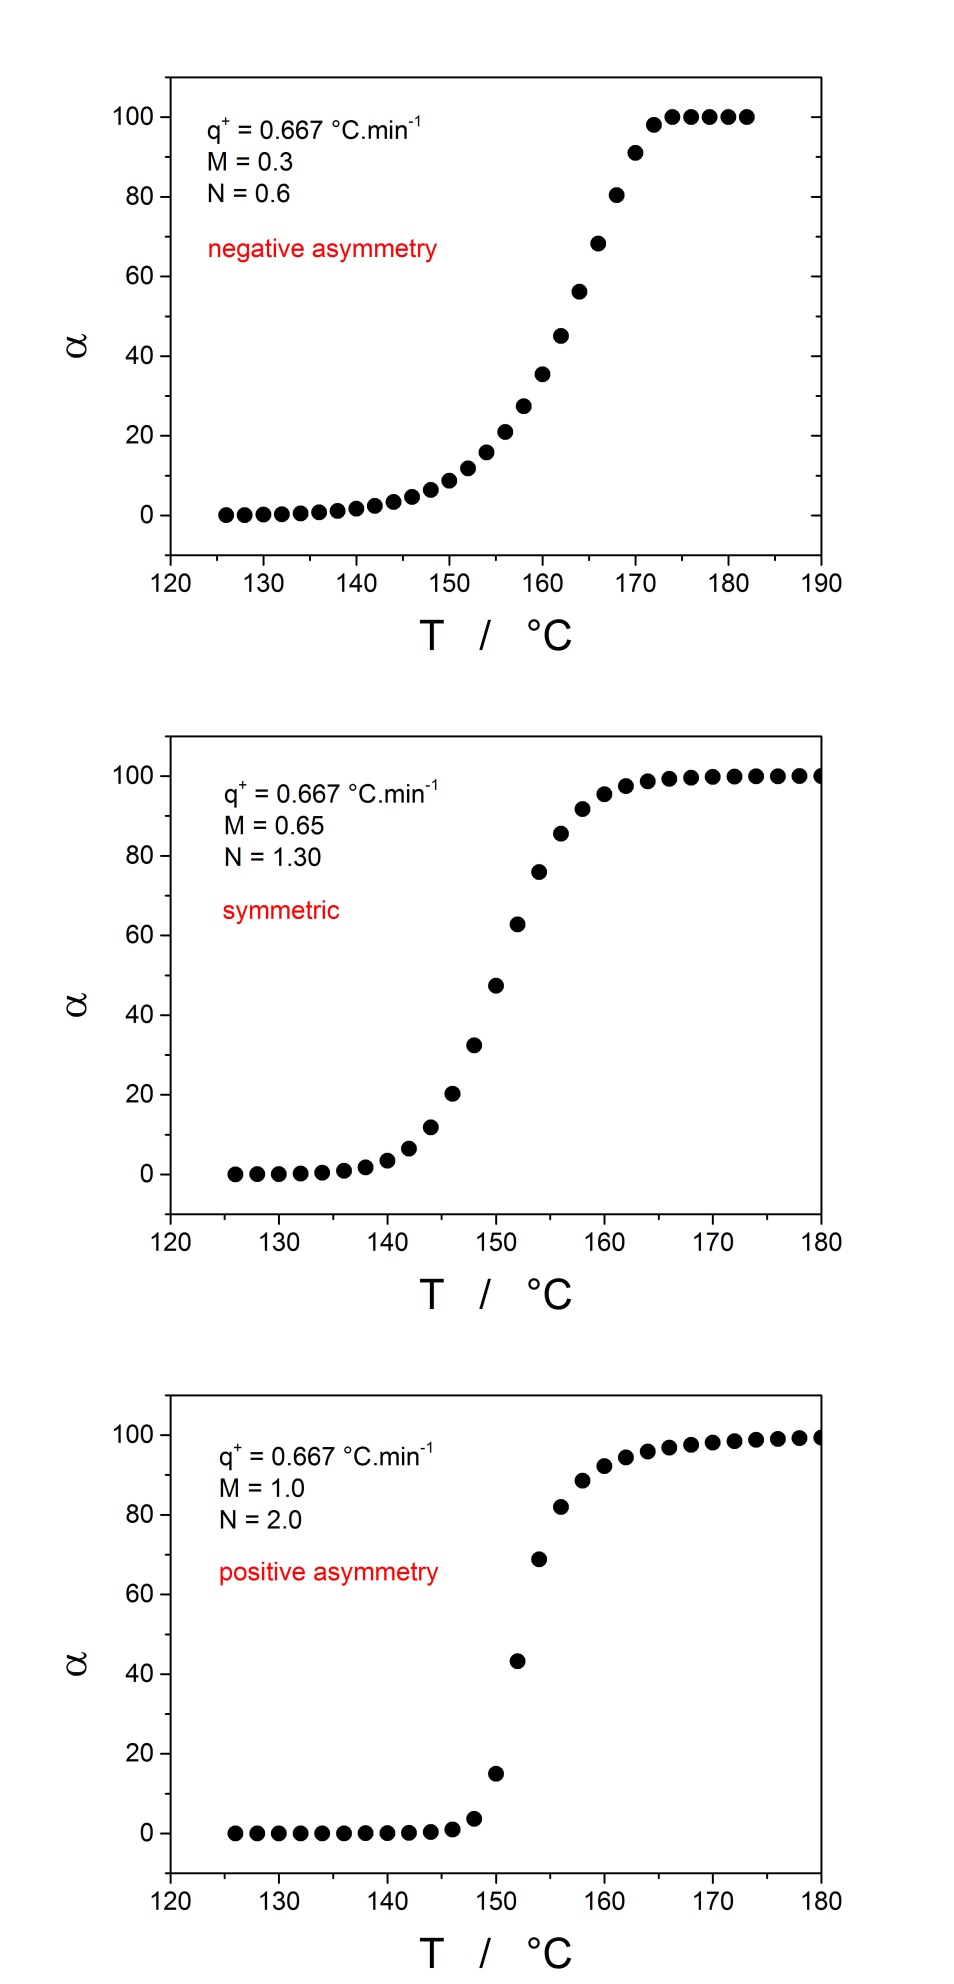 100
80
60
40
20
0
α
q⁺ = 0.667 °C.min⁻¹
M = 0.3
N = 0.6
negative asymmetry
120 130 140 150 160 170 180 190
T / °C
100
80
60
40
20
0
α
q⁺ = 0.667 °C.min⁻¹
M = 0.65
N = 1.30
symmetric
120 130 140 150 160 170 180
T / °C
100
80
60
40
20
0
α
q⁺ = 0.667 °C.min⁻¹
M = 1.0
N = 2.0
positive asymmetry
120 130 140 150 160 170 180
T / °C